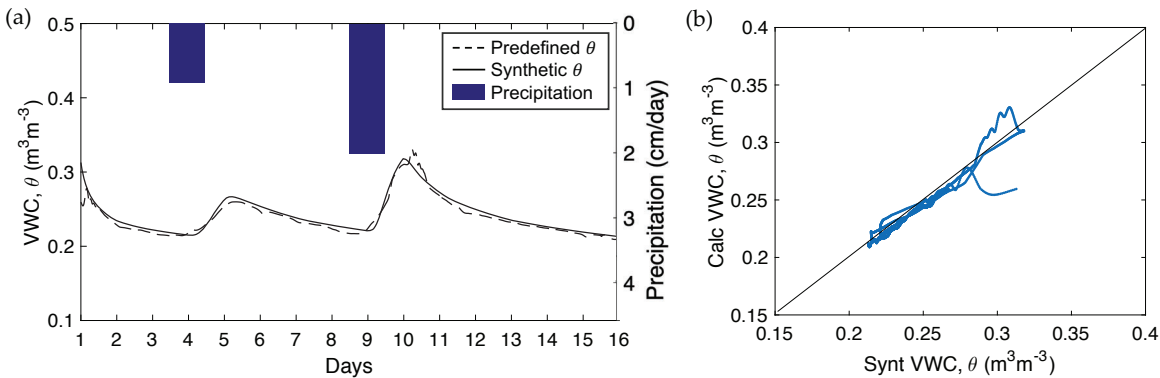 (a)
0.5
0.4
0.3
0.2
0.1
VWC, θ (m³m⁻³)
Predefined θ
Synthetic θ
Precipitation
0
1
2
3
4
Precipitation (cm/day)
1 2 3 4 5 6 7 8 9 10 11 12 13 14 15 16
Days
(b)
0.4
0.35
0.3
0.25
0.2
0.15
Calc VWC, θ (m³m⁻³)
0.15 0.2 0.25 0.3 0.35 0.4
Synt VWC, θ (m³m⁻³)